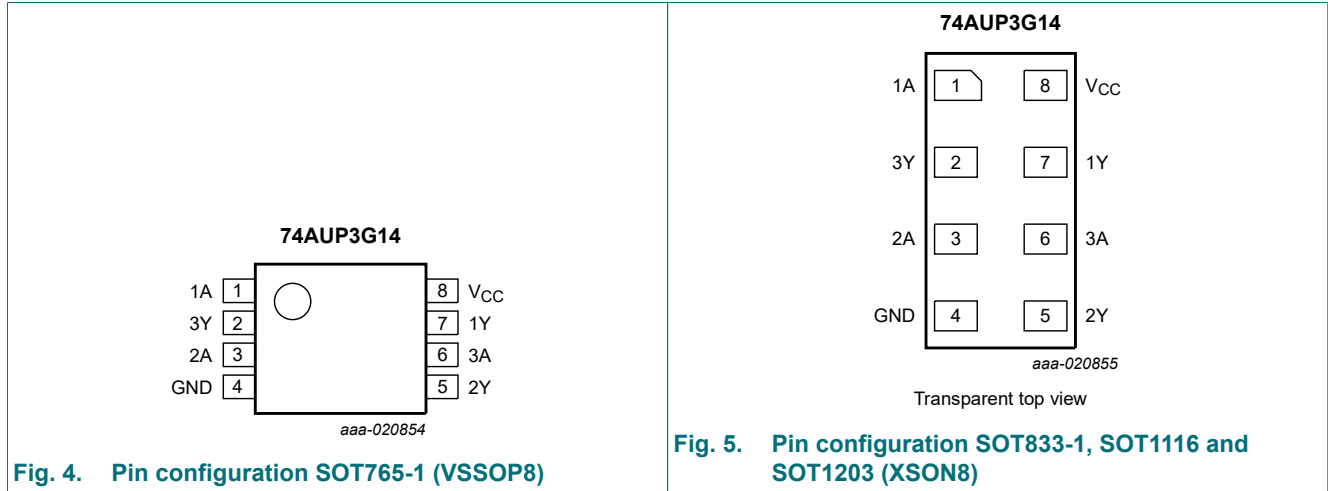 74AUP3G14
1A 1 8 VCC
3Y 2 7 1Y
2A 3 6 3A
GND 4 5 2Y
aaa-020854
Fig. 4. Pin configuration SOT765-1 (VSSOP8)
74AUP3G14
1A 1 8 VCC
3Y 2 7 1Y
2A 3 6 3A
GND 4 5 2Y
aaa-020855
Transparent top view
Fig. 5. Pin configuration SOT833-1, SOT1116 and
SOT1203 (XSON8)